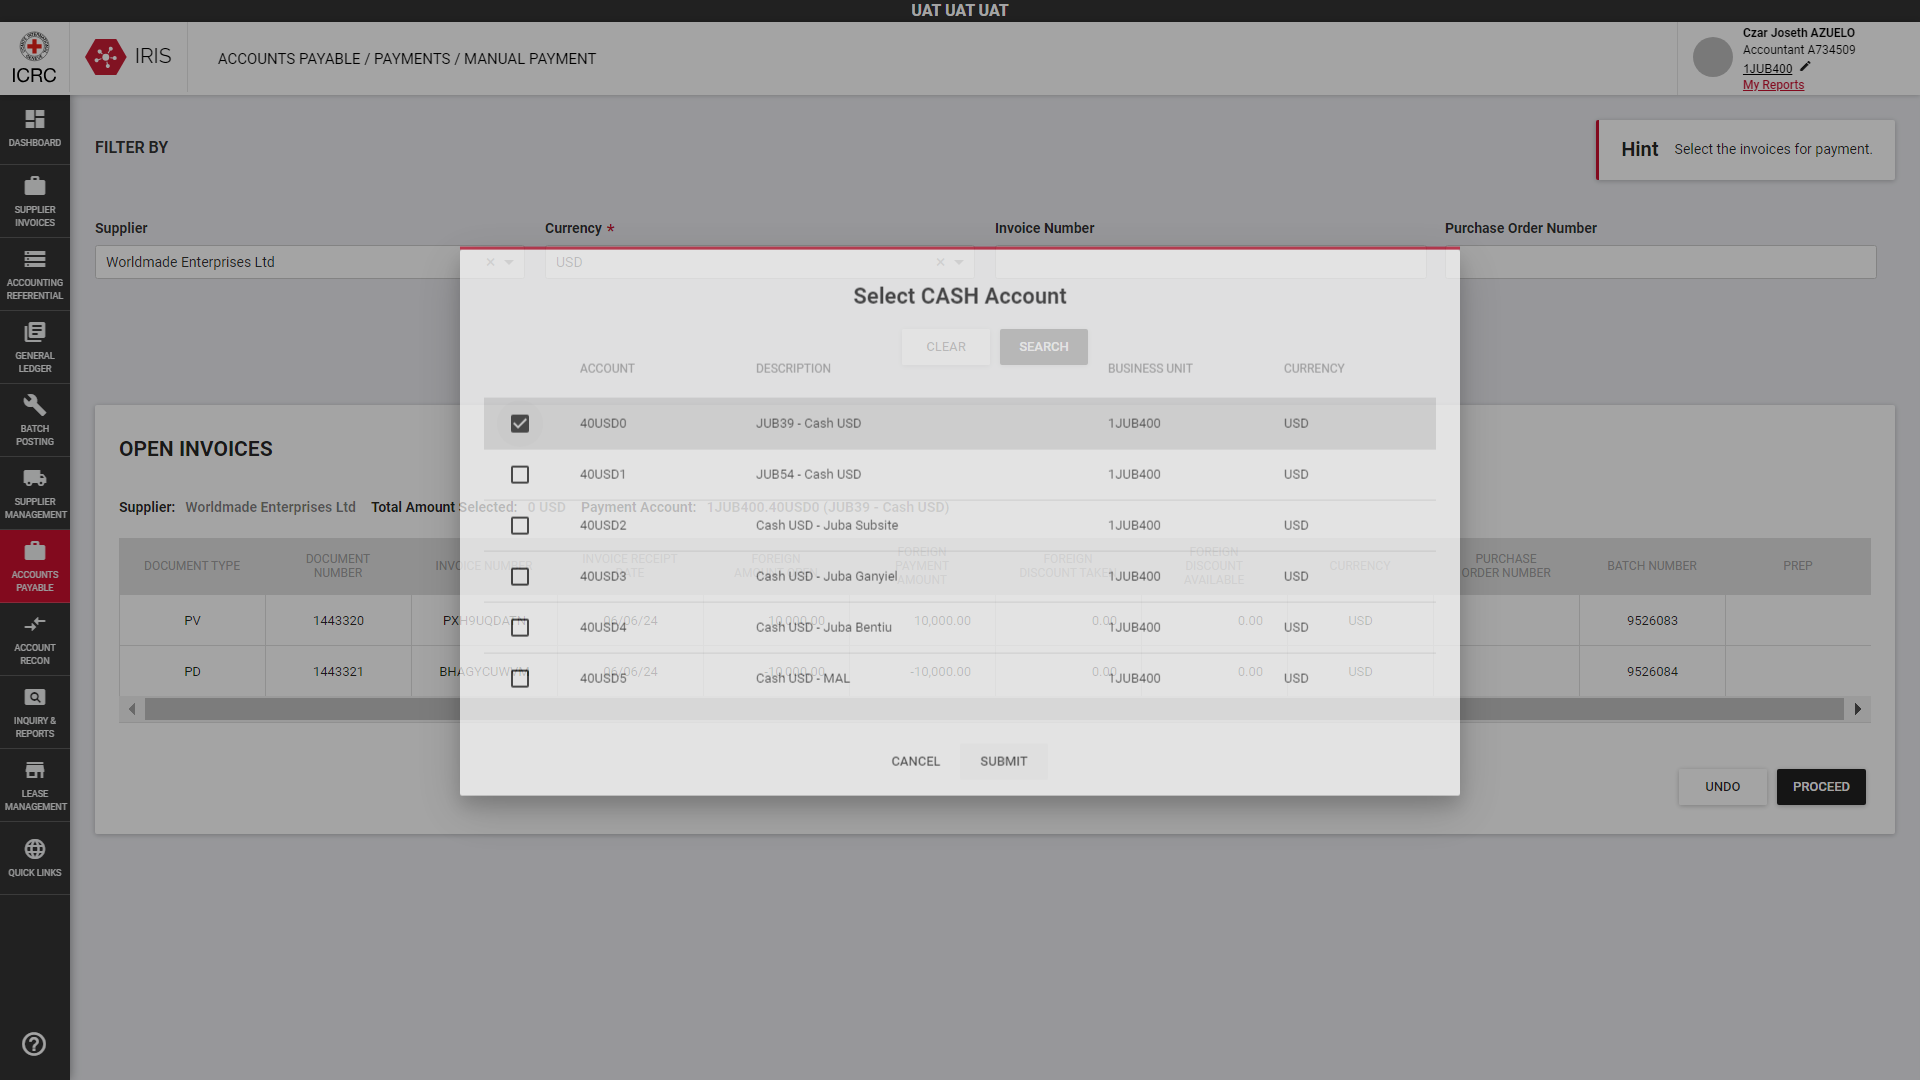 UAT UAT UAT
ICRC
IRIS
ACCOUNTS PAYABLE / PAYMENTS / MANUAL PAYMENT
Czar Joseth AZUELO
Accountant A734509
1JUB400
My Reports
DASHBOARD
SUPPLIER INVOICES
ACCOUNTING REFERENTIAL
GENERAL LEDGER
BATCH POSTING
SUPPLIER MANAGEMENT
ACCOUNTS PAYABLE
ACCOUNT RECON
INQUIRY & REPORTS
LEASE MANAGEMENT
QUICK LINKS
FILTER BY
Hint Select the invoices for payment.
Supplier Currency * Invoice Number Purchase Order Number
Worldmade Enterprises Ltd USD
CLEAR SEARCH
Select CASH Account
ACCOUNT DESCRIPTION BUSINESS UNIT CURRENCY
40USD0 JUB39 - Cash USD 1JUB400 USD
40USD1 JUB54 - Cash USD 1JUB400 USD
40USD2 Cash USD - Juba Subsite 1JUB400 USD
40USD3 Cash USD - Juba Ganyiel 1JUB400 USD
40USD4 Cash USD - Juba Bentiu 1JUB400 USD
40USD5 Cash USD - MAL 1JUB400 USD
CANCEL SUBMIT
OPEN INVOICES
Supplier: Worldmade Enterprises Ltd Total Amount Selected: 0 USD Payment Account: 1JUB400.40USD0 (JUB39 - Cash USD)
DOCUMENT TYPE DOCUMENT NUMBER INVOICE NUMBER INVOICE RECEIPT DATE FOREIGN FOREIGN PAYMENT AMOUNT FOREIGN DISCOUNT TAKEN FOREIGN DISCOUNT AVAILABLE CURRENCY PURCHASE ORDER NUMBER BATCH NUMBER PREP
PV 1443320 PXH9UQDATN 06/06/24 10,000.00 10,000.00 0.00 0.00 USD 9526083
PD 1443321 06/06/24 -10,000.00 -10,000.00 0.00 0.00 USD 9526084
UNDO PROCEED